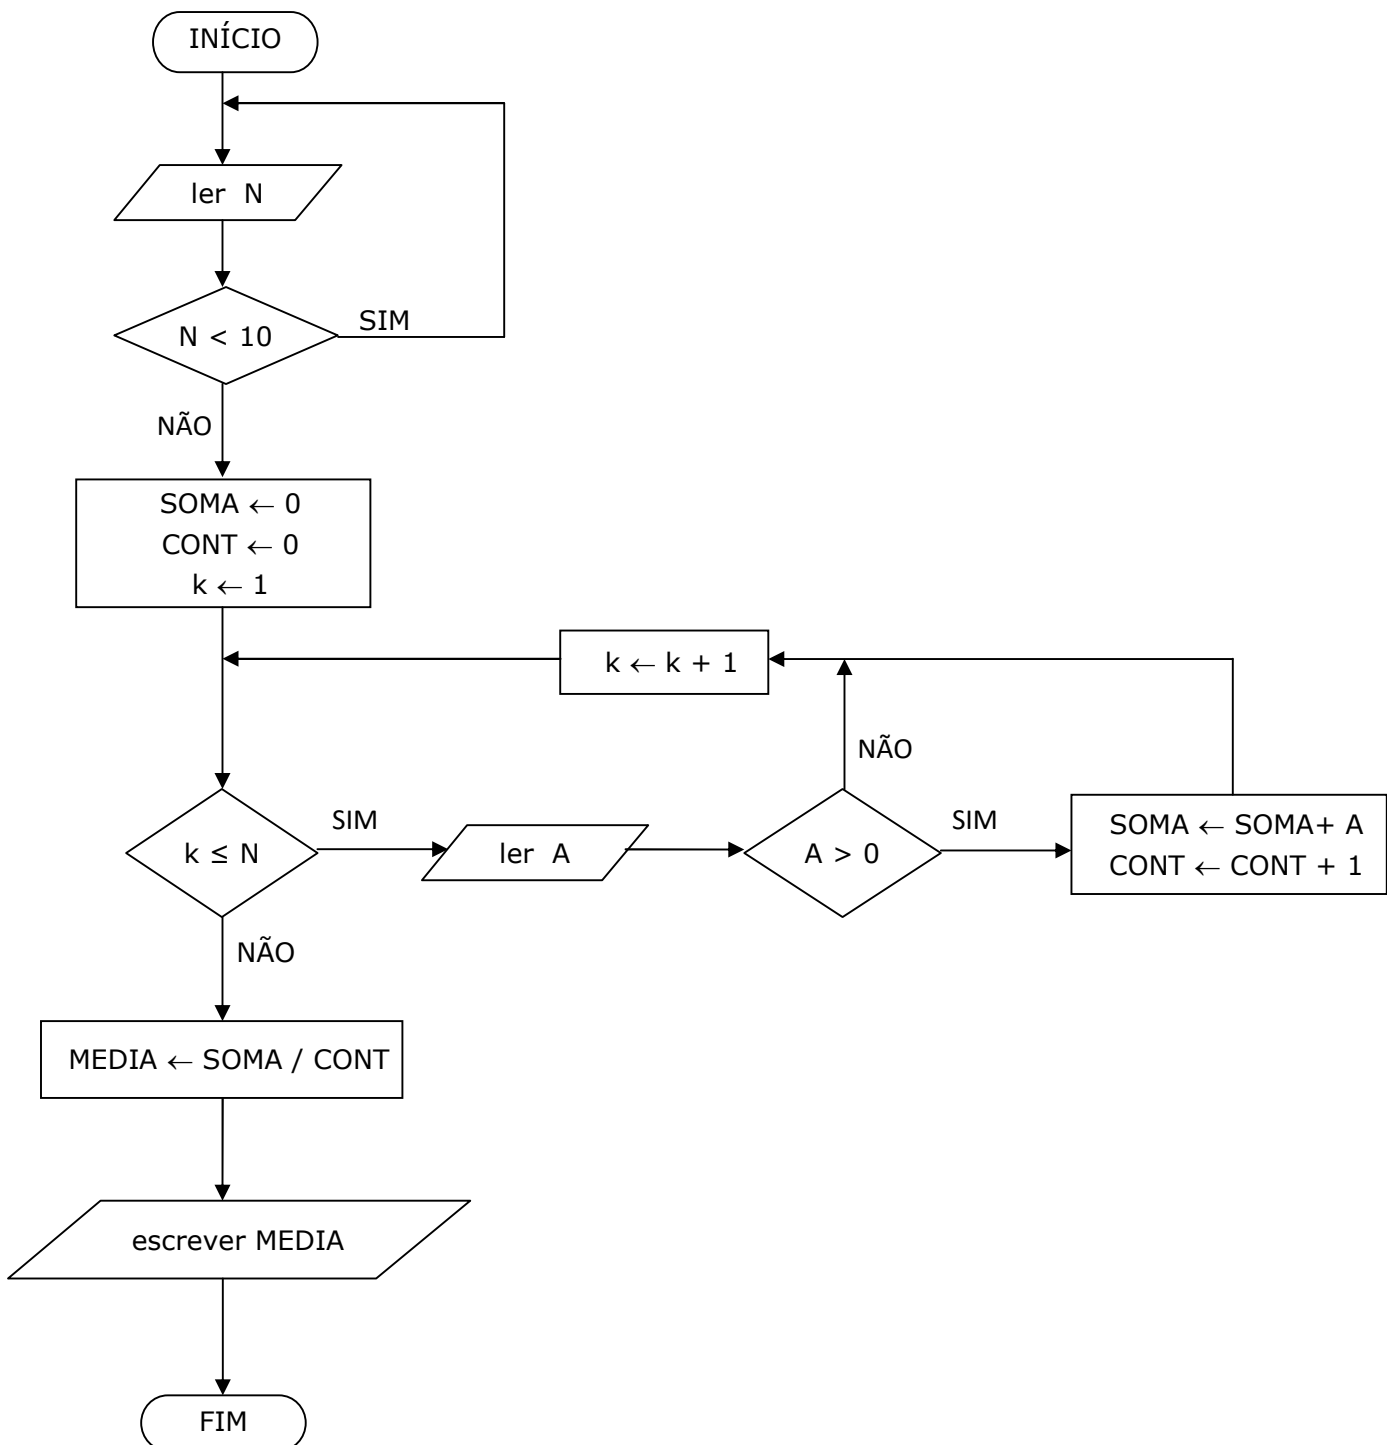 INÍCIO
ler N
N < 10
SIM
NÃO
SOMA ← 0
CONT ← 0
k ← 1
k ← k + 1
NÃO
k ≤ N
SIM
ler A
A > 0
SIM
SOMA ← SOMA+ A
CONT ← CONT + 1
NÃO
MEDIA ← SOMA / CONT
escrever MEDIA
FIM